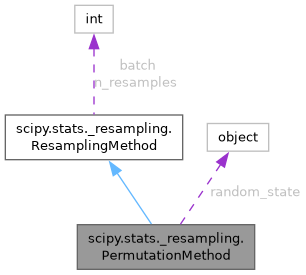 int
batch
n_resamples
scipy.stats._resampling.
ResamplingMethod
object
random_state
scipy.stats._resampling.
PermutationMethod